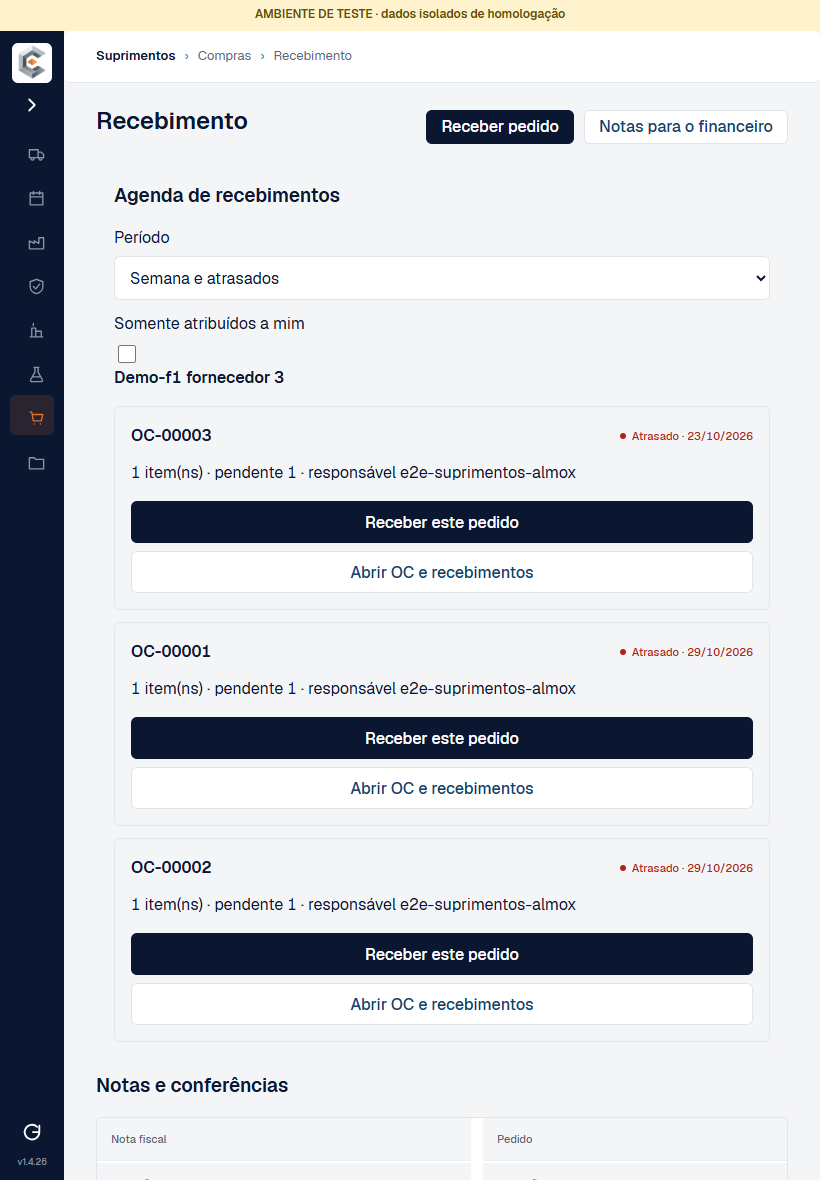 AMBIENTE DE TESTE · dados isolados de homologação
Suprimentos › Compras › Recebimento
Recebimento
Receber pedido
Notas para o financeiro
Agenda de recebimentos
Período
Semana e atrasados
Somente atribuídos a mim
Demo-f1 fornecedor 3
OC-00003
Atrasado · 23/10/2026
1 item(ns) · pendente 1 · responsável e2e-suprimentos-almox
Receber este pedido
Abrir OC e recebimentos
OC-00001
Atrasado · 29/10/2026
1 item(ns) · pendente 1 · responsável e2e-suprimentos-almox
Receber este pedido
Abrir OC e recebimentos
OC-00002
Atrasado · 29/10/2026
1 item(ns) · pendente 1 · responsável e2e-suprimentos-almox
Receber este pedido
Abrir OC e recebimentos
Notas e conferências
Nota fiscal
Pedido
v1.4.26